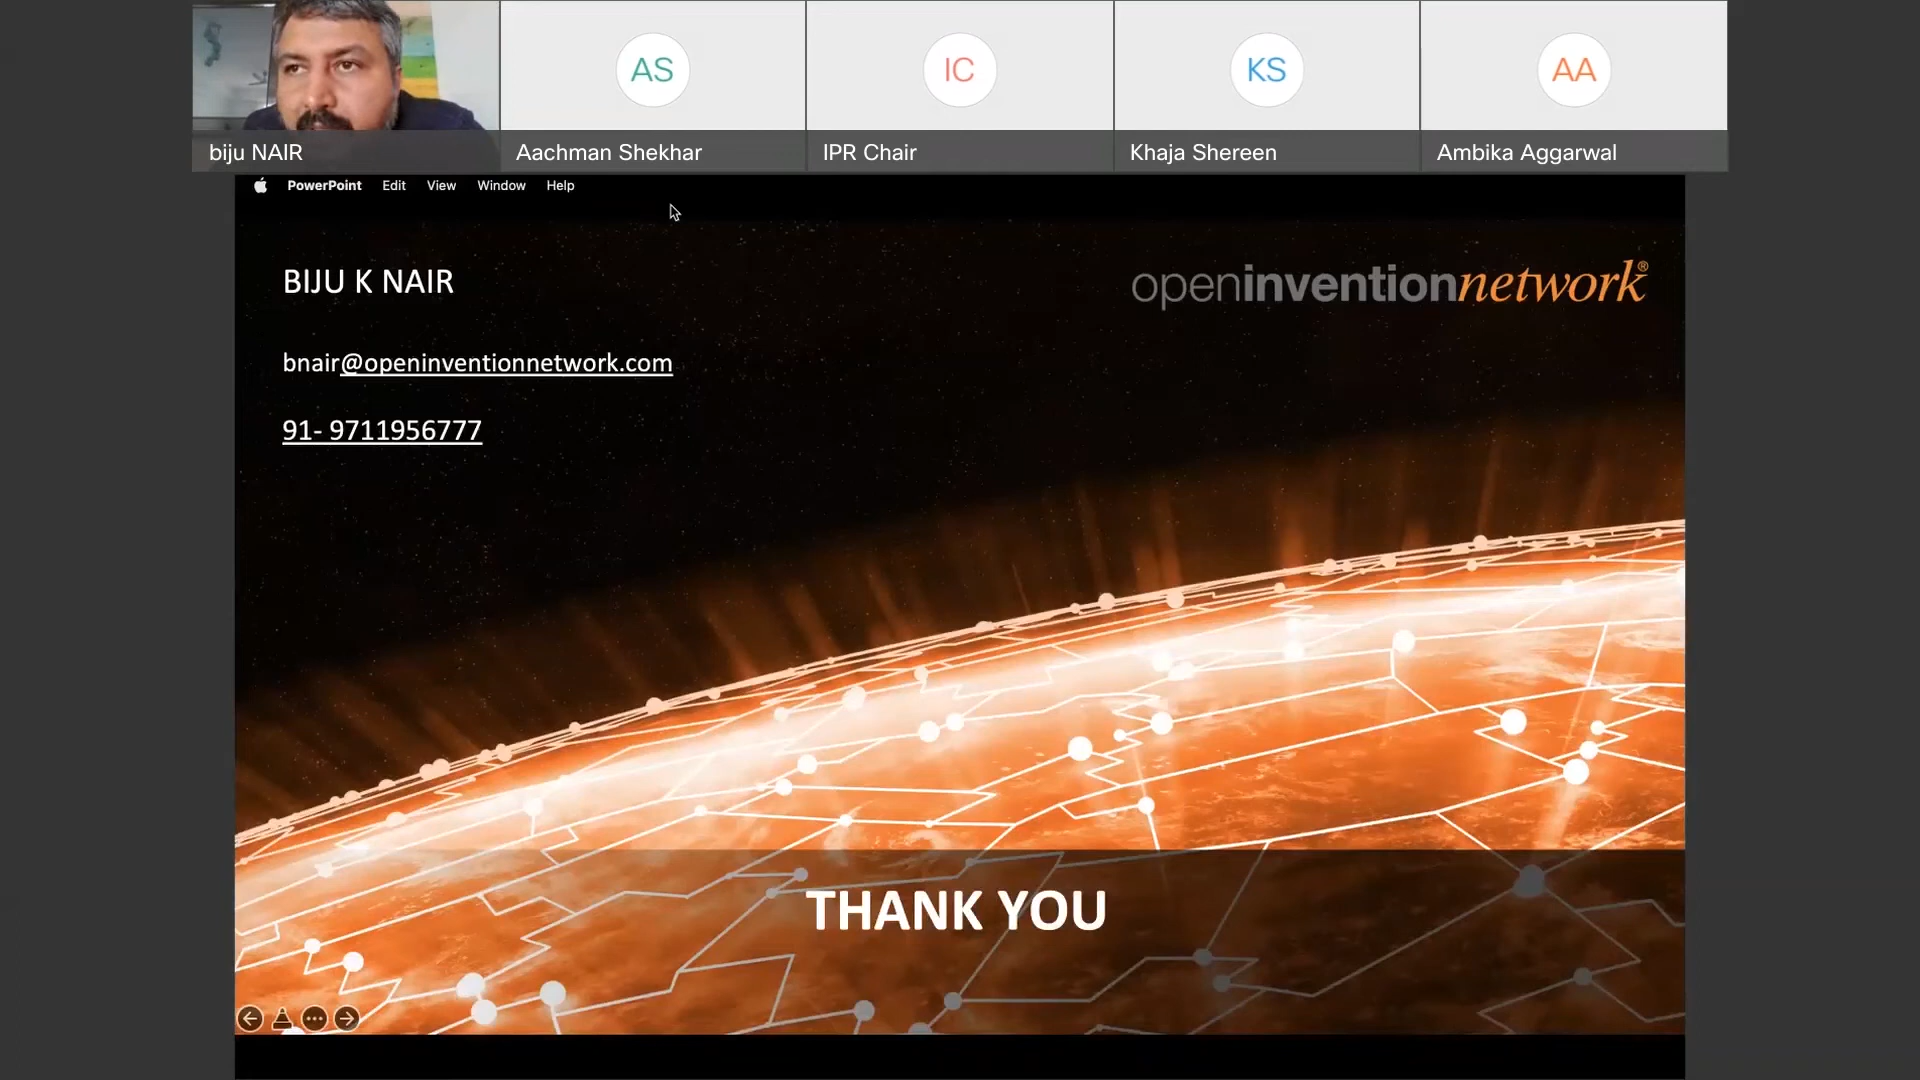 AS
IC
KS
AA
biju NAIR
Aachman Shekhar
IPR Chair
Khaja Shereen
Ambika Aggarwal
PowerPoint Edit View Window Help
BIJU K NAIR
openinventionnetwork®
bnair@openinventionnetwork.com
91- 9711956777
THANK YOU